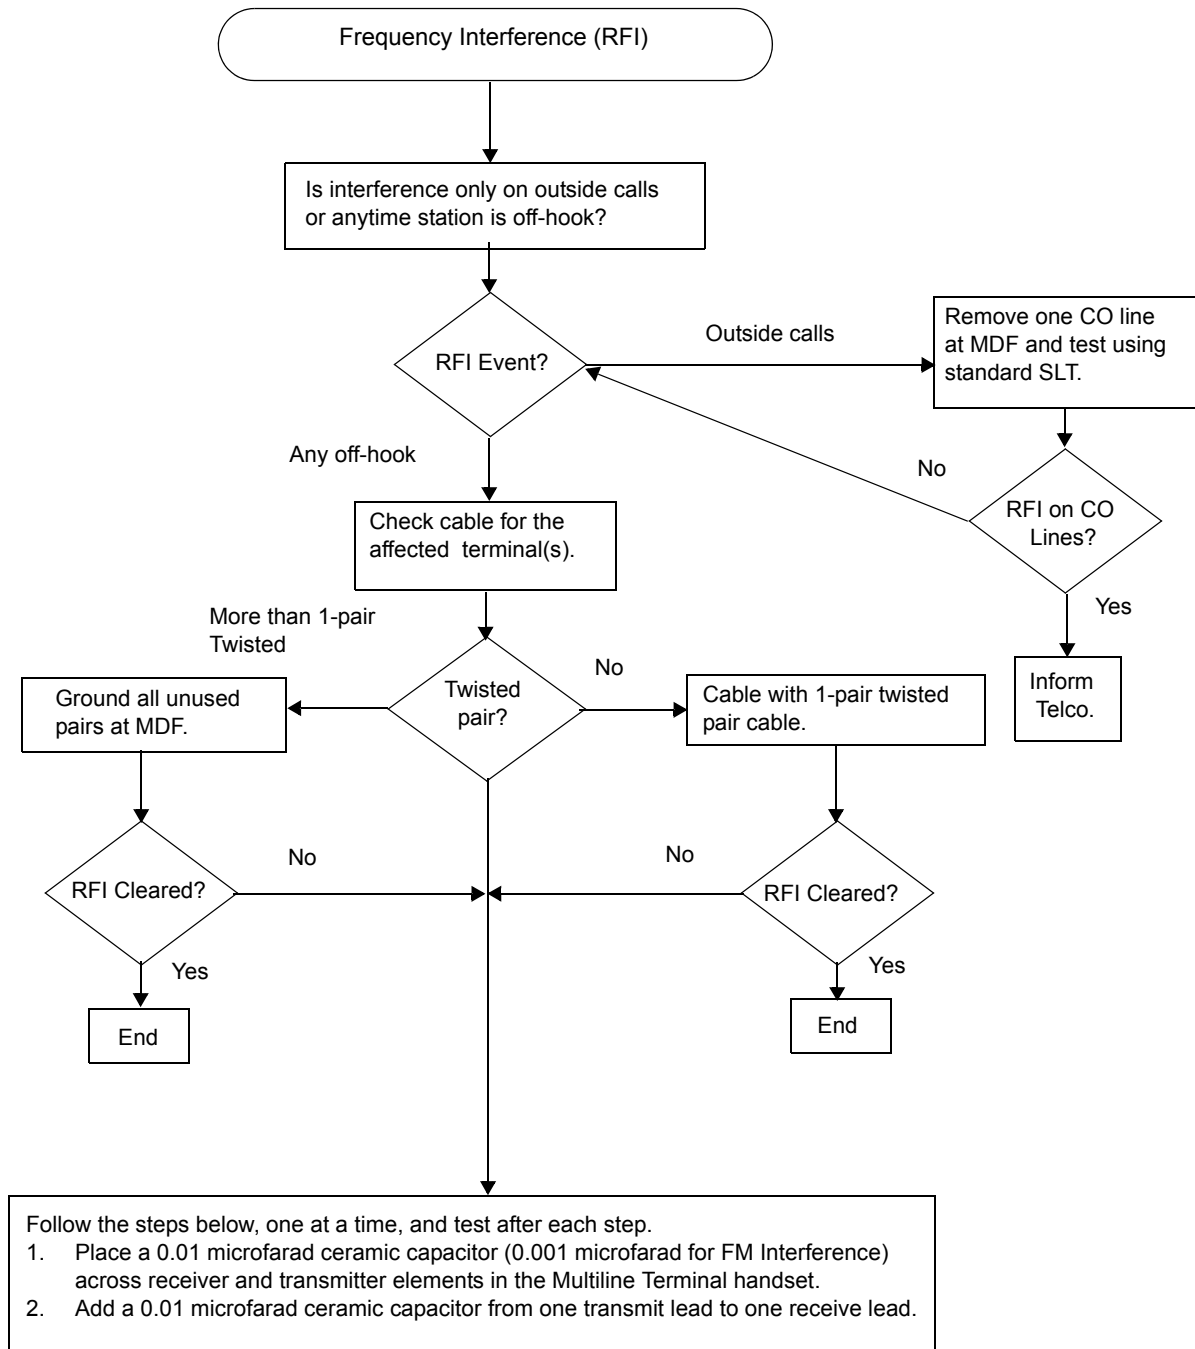 Frequency Interference (RFI)
Is interference only on outside calls
or anytime station is off-hook?
RFI Event?
Outside calls
Remove one CO line
at MDF and test using
standard SLT.
No
RFI on CO
Lines?
Yes
Inform
Telco.
Any off-hook
Check cable for the
affected terminal(s).
More than 1-pair
Twisted
Twisted
pair?
No
Ground all unused
pairs at MDF.
Cable with 1-pair twisted
pair cable.
RFI Cleared?
No
Yes
End
No
RFI Cleared?
Yes
End
Follow the steps below, one at a time, and test after each step.
1. Place a 0.01 microfarad ceramic capacitor (0.001 microfarad for FM Interference)
across receiver and transmitter elements in the Multiline Terminal handset.
2. Add a 0.01 microfarad ceramic capacitor from one transmit lead to one receive lead.